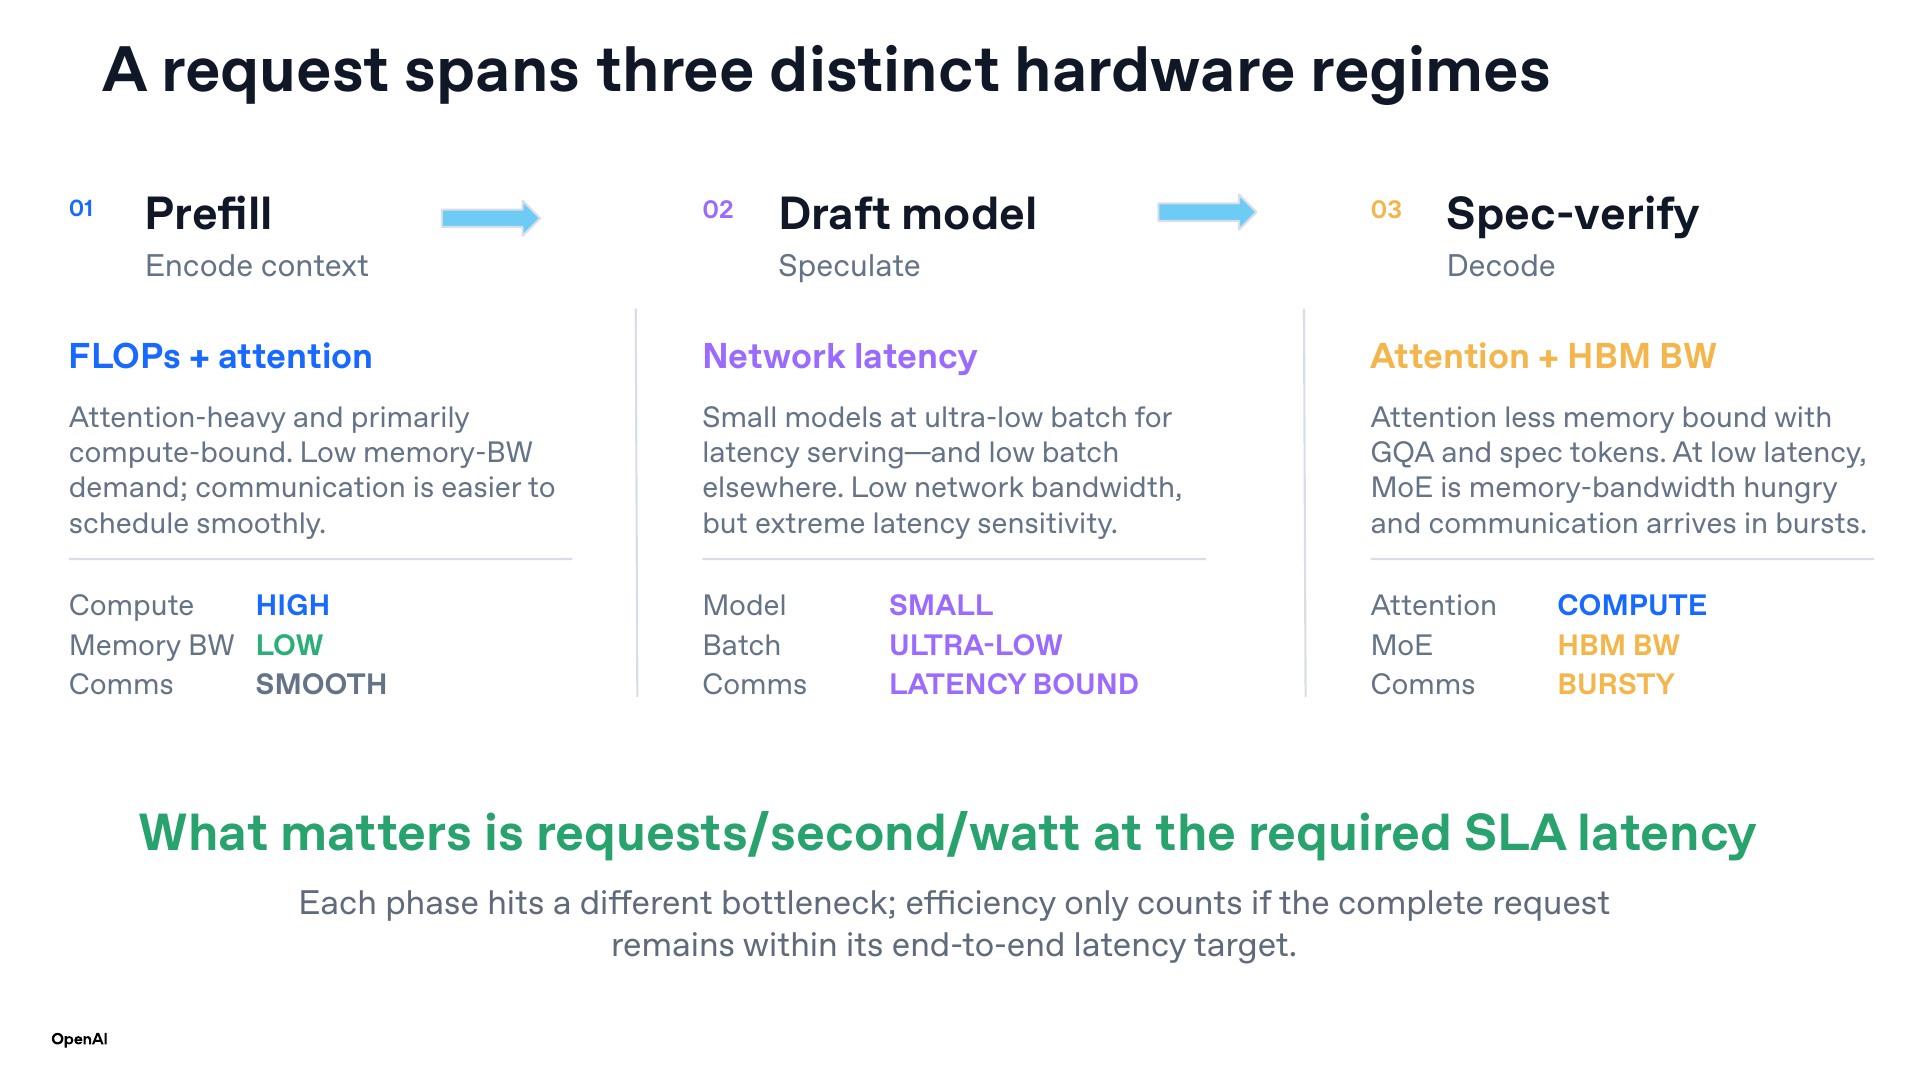 A request spans three distinct hardware regimes
01 Prefill
Encode context
FLOPs + attention
Attention-heavy and primarily
compute-bound. Low memory-BW
demand; communication is easier to
schedule smoothly.
Compute HIGH
Memory BW LOW
Comms SMOOTH
02 Draft model
Speculate
Network latency
Small models at ultra-low batch for
latency serving—and low batch
elsewhere. Low network bandwidth,
but extreme latency sensitivity.
Model SMALL
Batch ULTRA-LOW
Comms LATENCY BOUND
03 Spec-verify
Decode
Attention + HBM BW
Attention less memory bound with
GQA and spec tokens. At low latency,
MoE is memory-bandwidth hungry
and communication arrives in bursts.
Attention COMPUTE
MoE HBM BW
Comms BURSTY
What matters is requests/second/watt at the required SLA latency
Each phase hits a different bottleneck; efficiency only counts if the complete request
remains within its end-to-end latency target.
OpenAI